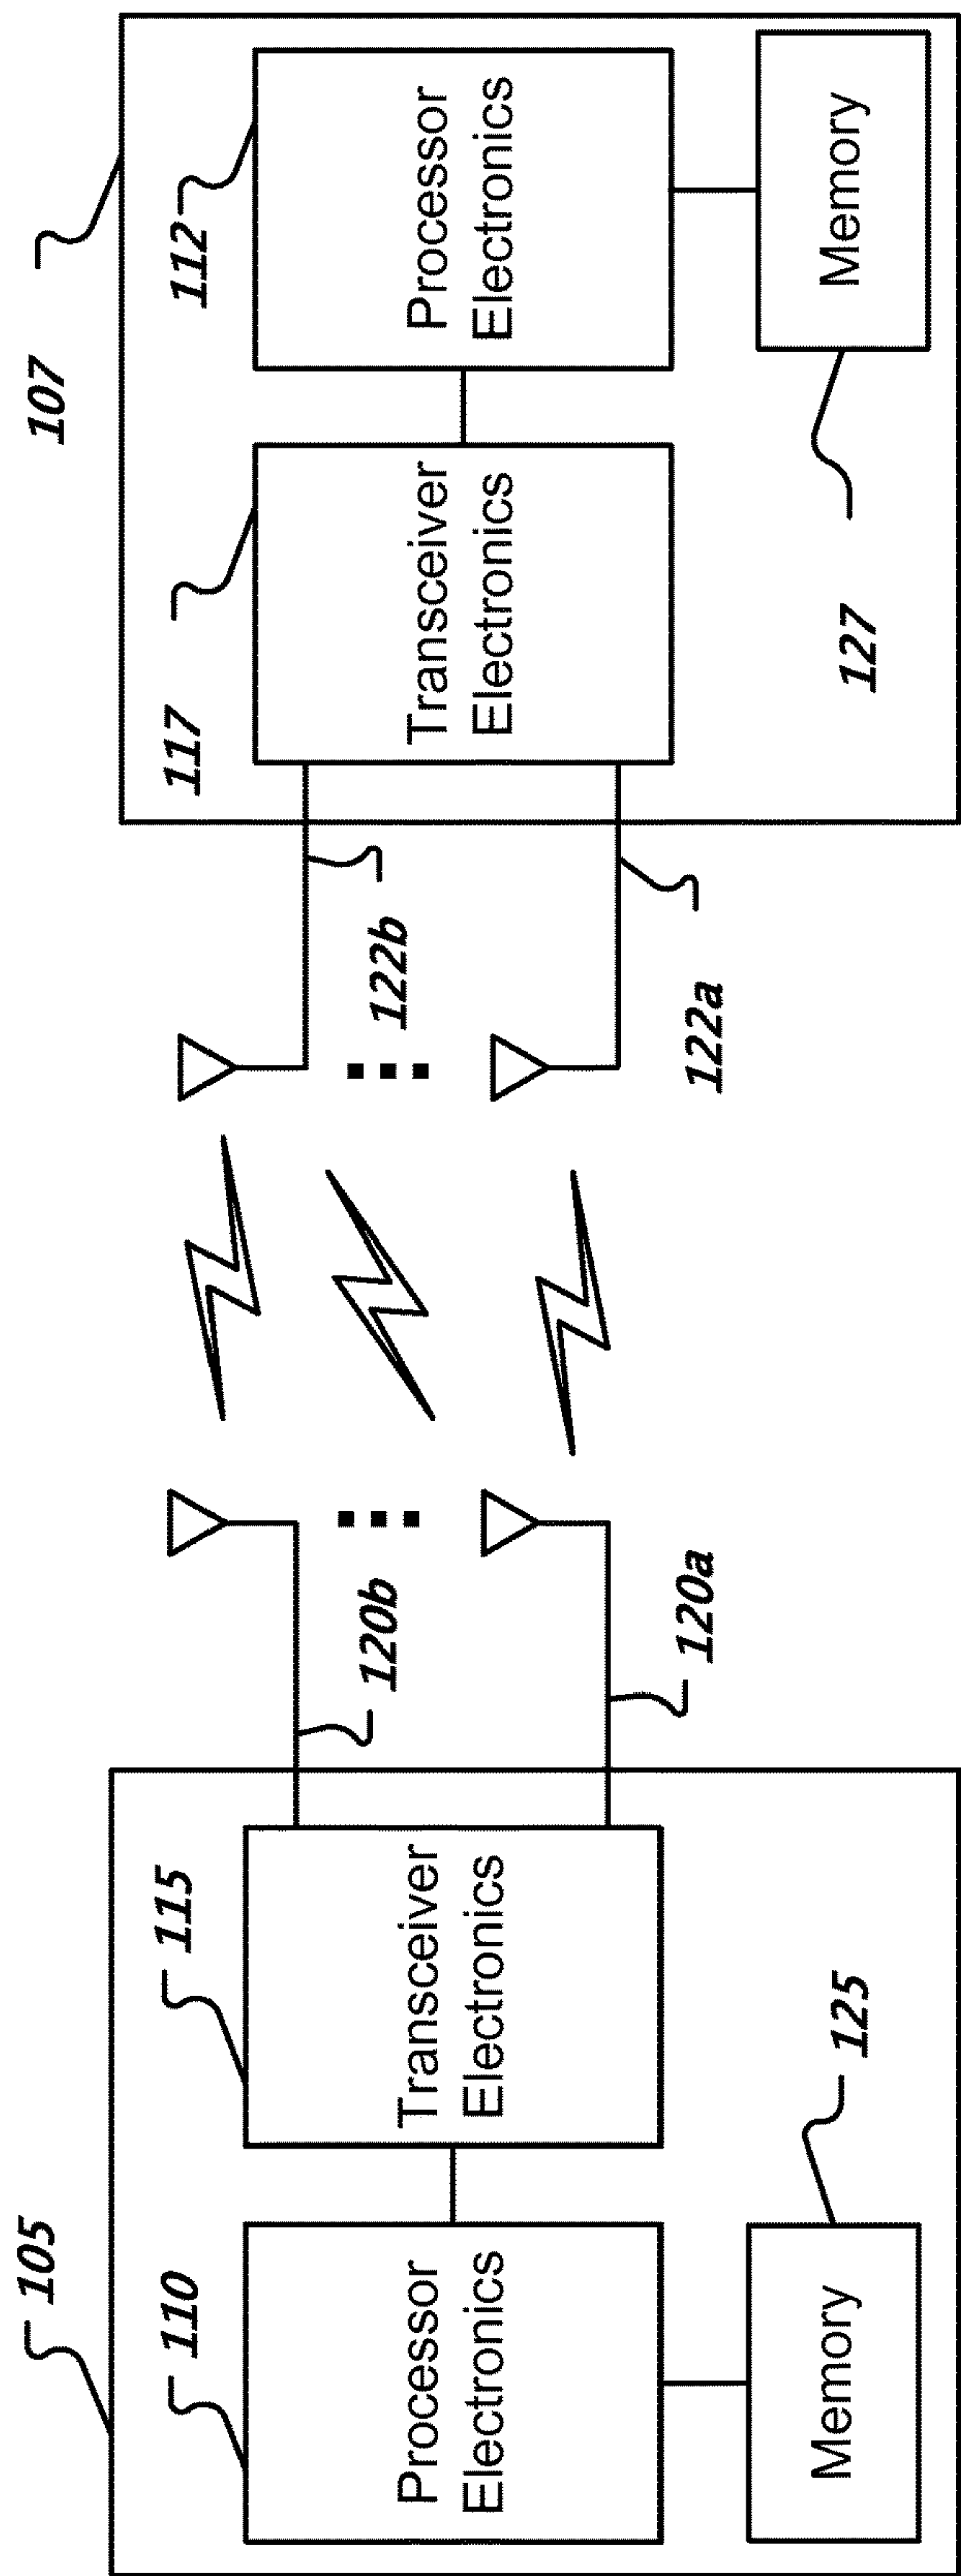 105
107
110
115
117
112
Processor
Electronics
Transceiver
Electronics
Transceiver
Electronics
Processor
Electronics
120b
122b
120a
122a
Memory
125
127
Memory